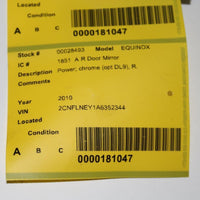 Located
Condition
A B C
0000181047
Stock # 00028493 Model EQUINOX
IC # 1691 A R Door Mirror
Description Power; chrome (opt DL9), R.
Comments
Year 2010 G
VIN 2CNFLNEY1A6352344
Located
Condition
A B C
0000181047